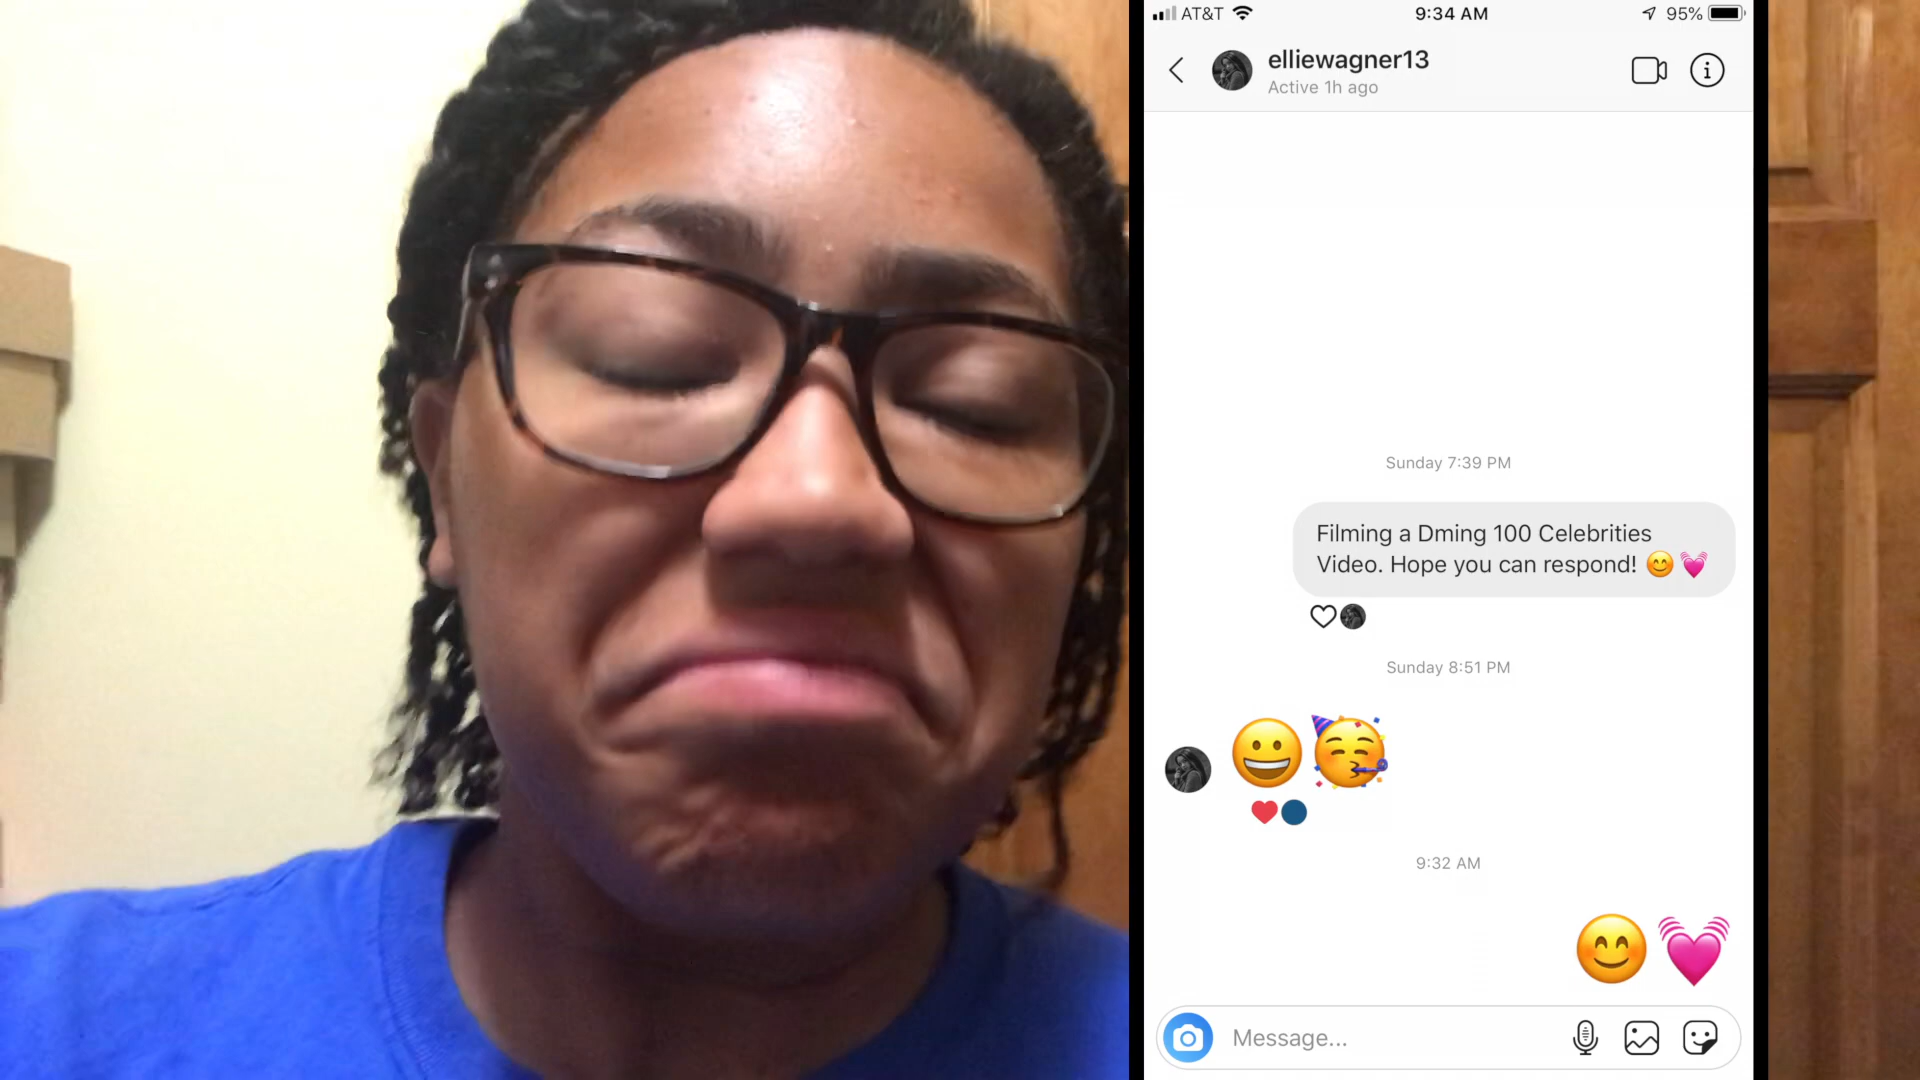 AT&T 9:34 AM 95%
elliewagner13
Active 1h ago
Sunday 7:39 PM
Filming a Dming 100 Celebrities
Video. Hope you can respond! 😊 💓
Sunday 8:51 PM
9:32 AM
Message...